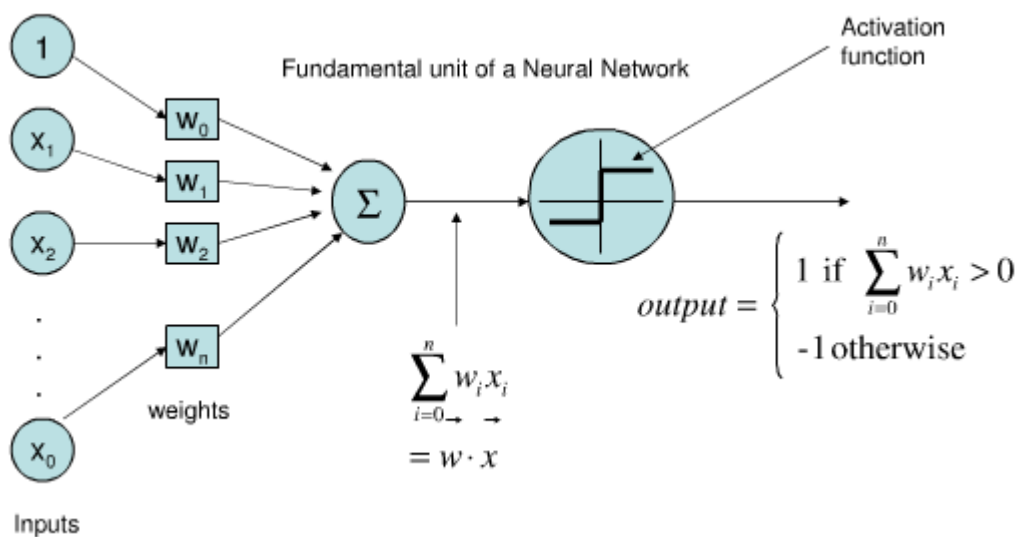 1
Activation
function
Fundamental unit of a Neural Network
w₀
x₁
w₁
Σ
x₂
w₂
.
.
.
.
wₙ
weights
x₀
Inputs
n
∑ wᵢxᵢ
i=0
= w⃗ · x⃗
output = { 1 if ∑ⁿᵢ₌₀ wᵢxᵢ > 0
-1 otherwise